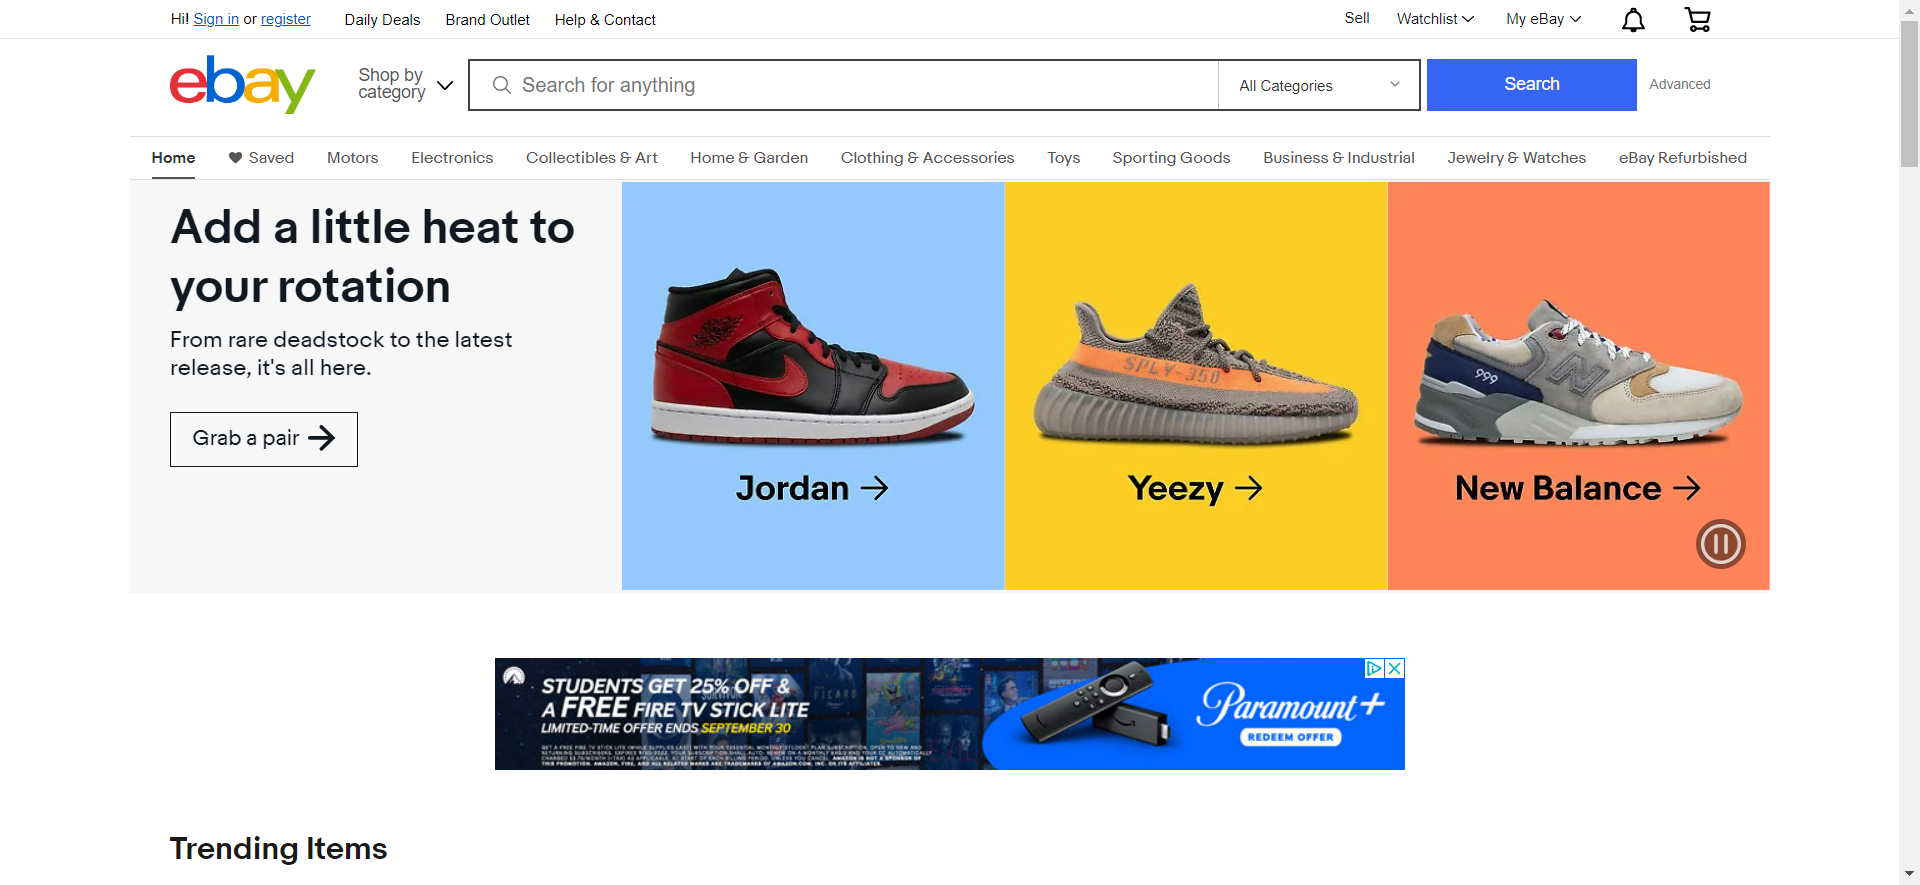 Hi! Sign in or register
Daily Deals
Brand Outlet
Help & Contact
Sell
Watchlist
My eBay
ebay
Shop by
category
Search for anything
All Categories
Search
Advanced
Home
Saved
Motors
Electronics
Collectibles & Art
Home & Garden
Clothing & Accessories
Toys
Sporting Goods
Business & Industrial
Jewelry & Watches
eBay Refurbished
Add a little heat to
your rotation
From rare deadstock to the latest
release, it's all here.
Grab a pair
SPLY-350
999
N
Jordan
Yeezy
New Balance
STUDENTS GET 25% OFF &
A FREE FIRE TV STICK LITE
LIMITED-TIME OFFER ENDS SEPTEMBER 30
Paramount+
REDEEM OFFER
Trending Items